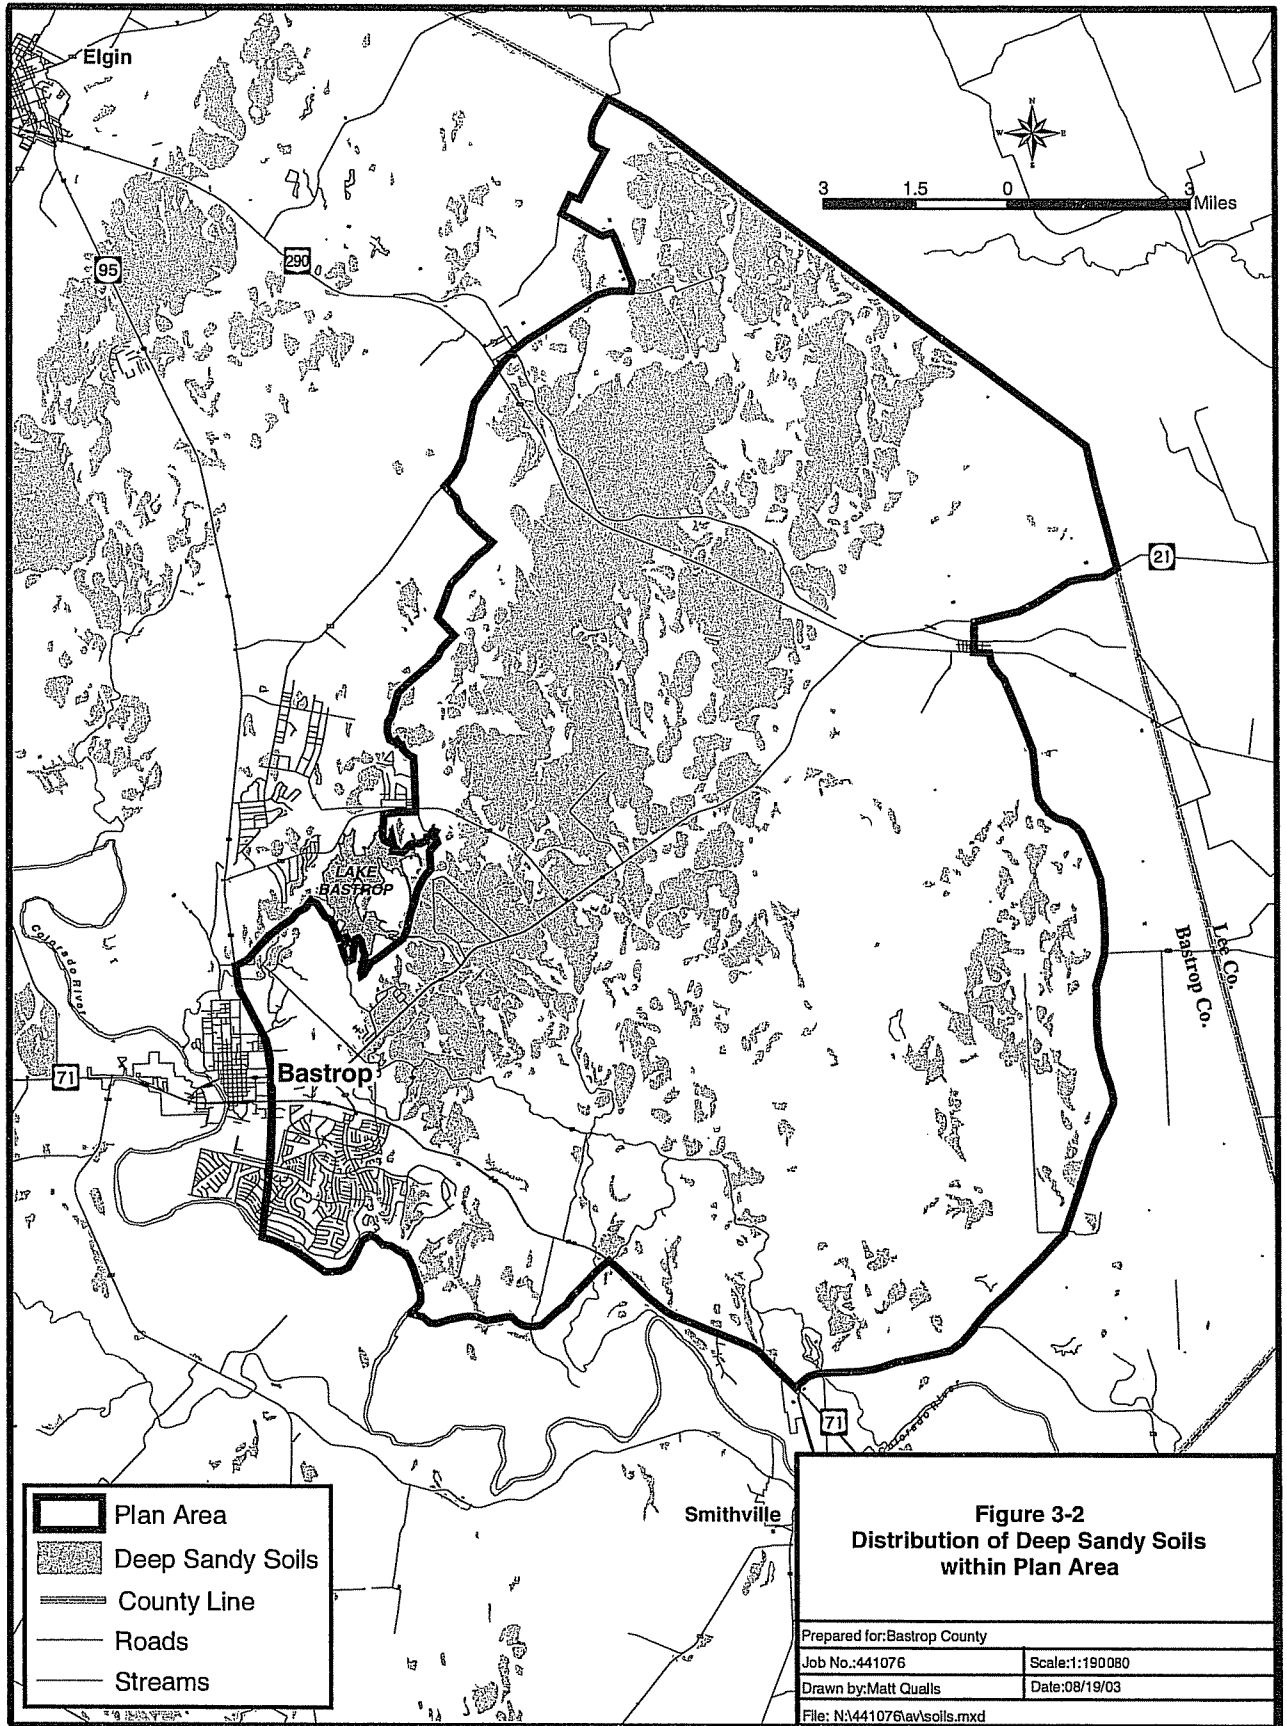 Elgin
N
W
E
S
3 1.5 0 3
Miles
95
290
21
LAKE
BASTROP
Colorado River
Lee Co.
Bastrop Co.
71
Bastrop
71
Colorado River
Smithville
Plan Area
Deep Sandy Soils
County Line
Roads
Streams
Figure 3-2
Distribution of Deep Sandy Soils
within Plan Area
Prepared for:Bastrop County
Job No.:441076 Scale:1:190080
Drawn by:Matt Qualls Date:08/19/03
File: N:\441076\av\soils.mxd